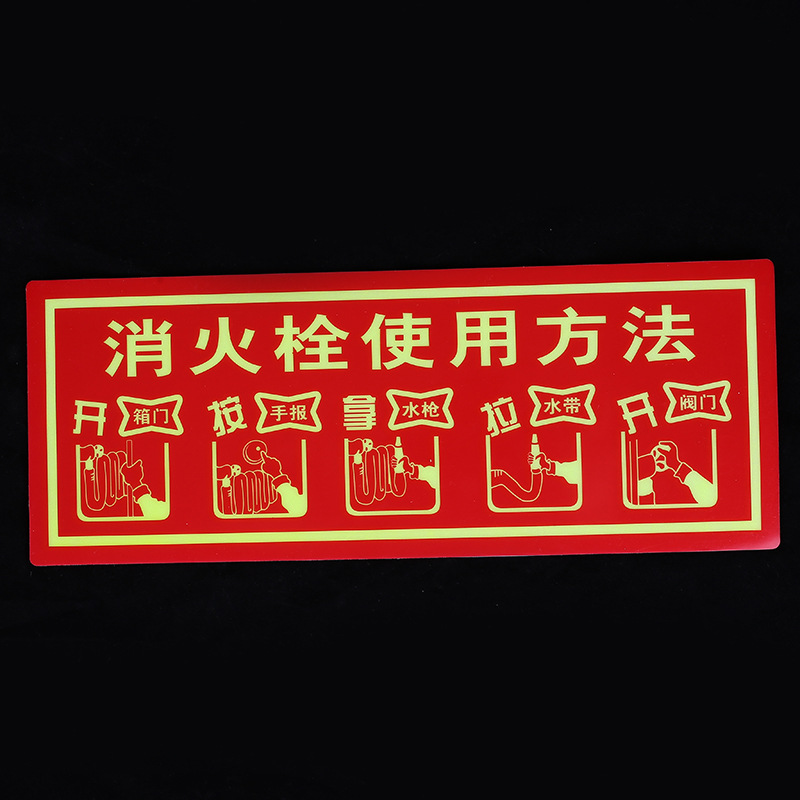 消火栓使用方法
开 箱门 按 手报 拿 水枪 拉 水带 开 阀门